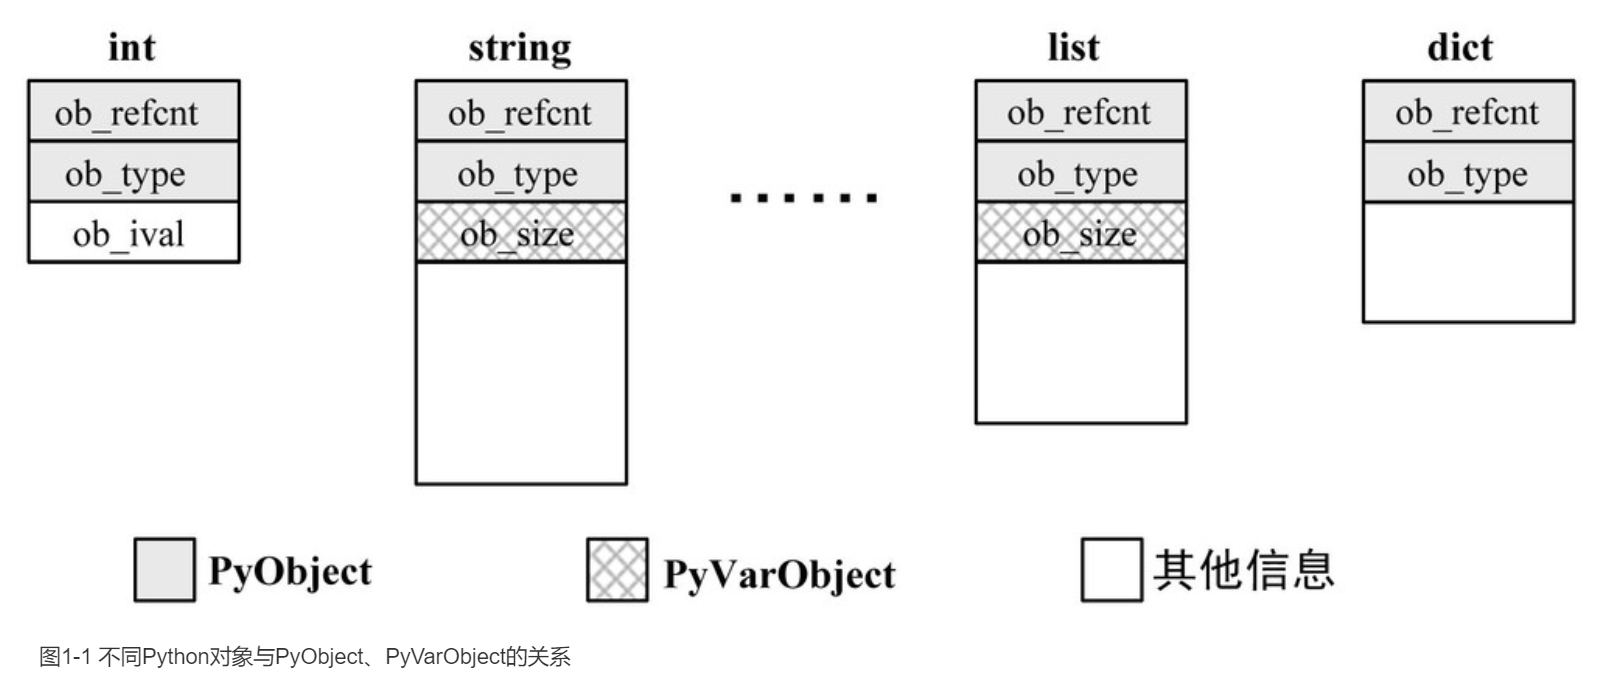 int
string
list
dict
ob_refcnt
ob_refcnt
ob_refcnt
ob_refcnt
ob_type
ob_type
ob_type
ob_type
ob_ival
ob_size
......
ob_size
PyObject
PyVarObject
其他信息
图1-1 不同Python对象与PyObject、PyVarObject的关系